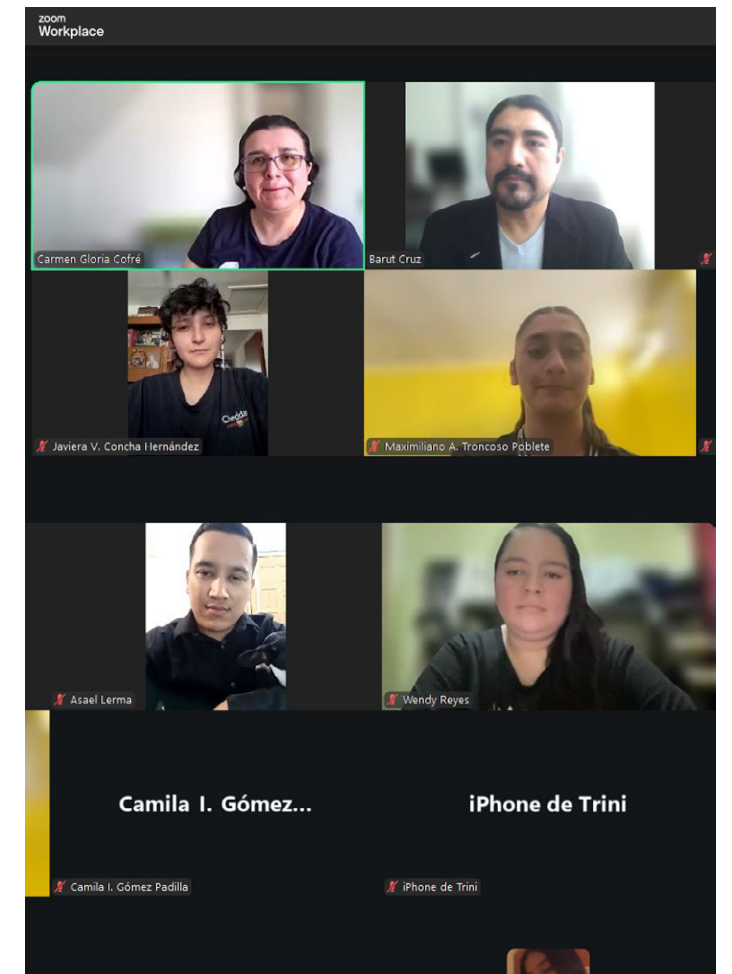 zoom
Workplace
Carmen Gloria Cofré
Barut Cruz
Cheddar
Javiera V. Concha Hernández
Maximiliano A. Troncoso Poblete
Asael Lerma
Wendy Reyes
Camila I. Gómez...
iPhone de Trini
Camila I. Gómez Padilla
iPhone de Trini